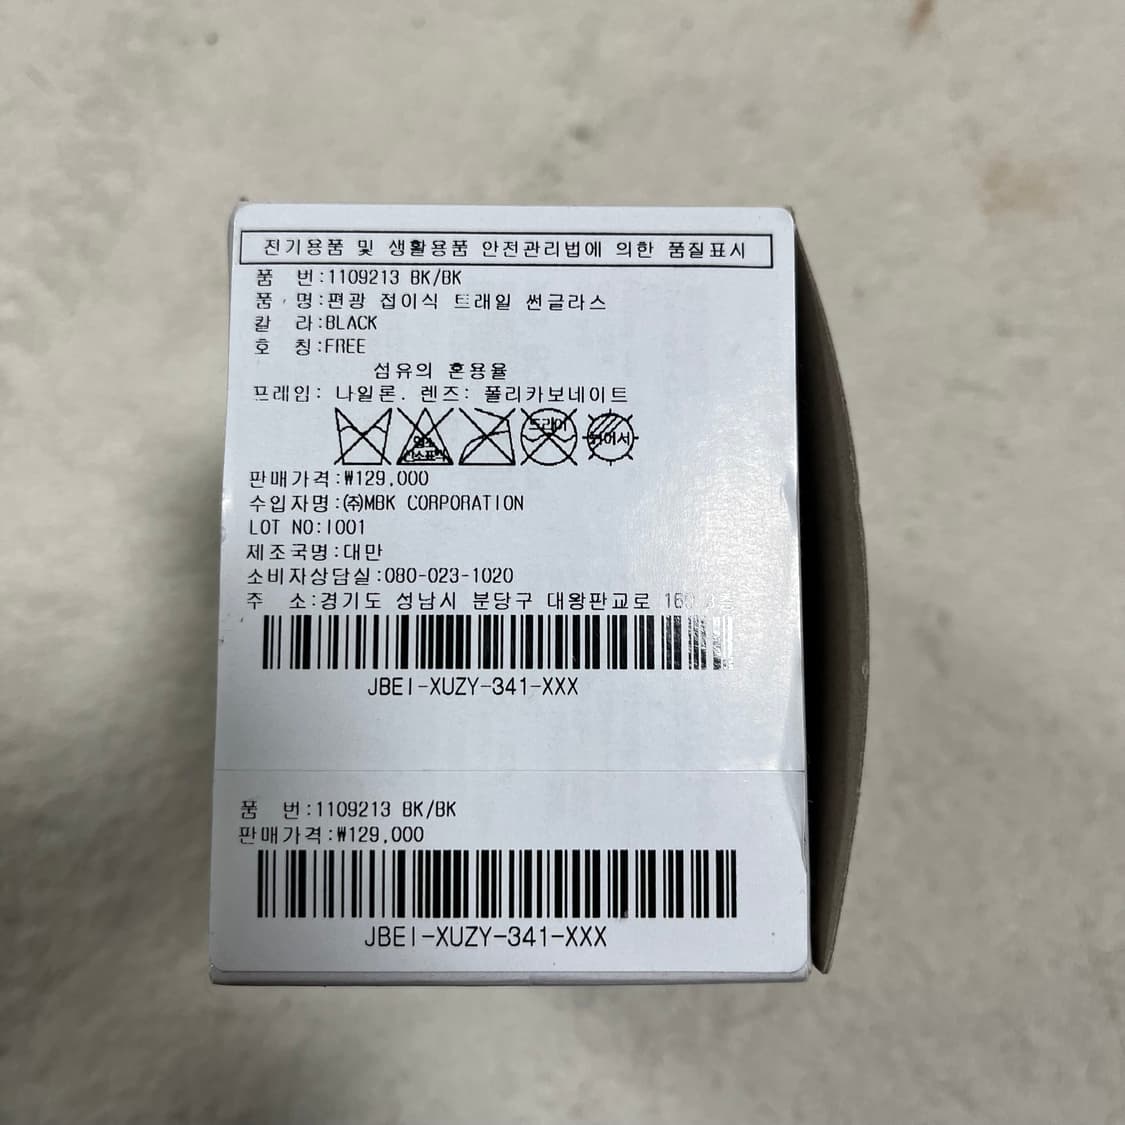 전기용품 및 생활용품 안전관리법에 의한 품질표시
품 번:1109213 BK/BK
품 명:편광 접이식 트래일 썬글라스
칼 라:BLACK
호 칭:FREE
섬유의 혼용율
프레임: 나일론. 렌즈: 폴리카보네이트
드라이
판매가격:₩129,000
수입자명:㈜MBK CORPORATION
LOT NO:I001
제조국명:대만
소비자상담실:080-023-1020
주 소:경기도 성남시 분당구 대왕판교로
JBEI-XUZY-341-XXX
품 번:1109213 BK/BK
판매가격:₩129,000
JBEI-XUZY-341-XXX